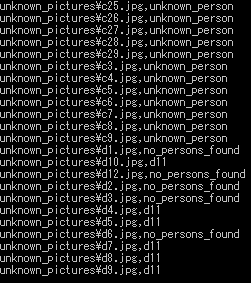 unknown_pictures¥c25.jpg,unknown_person
unknown_pictures¥c26.jpg,unknown_person
unknown_pictures¥c27.jpg,unknown_person
unknown_pictures¥c28.jpg,unknown_person
unknown_pictures¥c29.jpg,unknown_person
unknown_pictures¥c3.jpg,unknown_person
unknown_pictures¥c4.jpg,unknown_person
unknown_pictures¥c5.jpg,unknown_person
unknown_pictures¥c6.jpg,unknown_person
unknown_pictures¥c7.jpg,unknown_person
unknown_pictures¥c8.jpg,unknown_person
unknown_pictures¥c9.jpg,unknown_person
unknown_pictures¥d1.jpg,no_persons_found
unknown_pictures¥d10.jpg,d11
unknown_pictures¥d12.jpg,no_persons_found
unknown_pictures¥d2.jpg,no_persons_found
unknown_pictures¥d3.jpg,no_persons_found
unknown_pictures¥d4.jpg,d11
unknown_pictures¥d5.jpg,d11
unknown_pictures¥d6.jpg,no_persons_found
unknown_pictures¥d7.jpg,d11
unknown_pictures¥d8.jpg,d11
unknown_pictures¥d9.jpg,d11